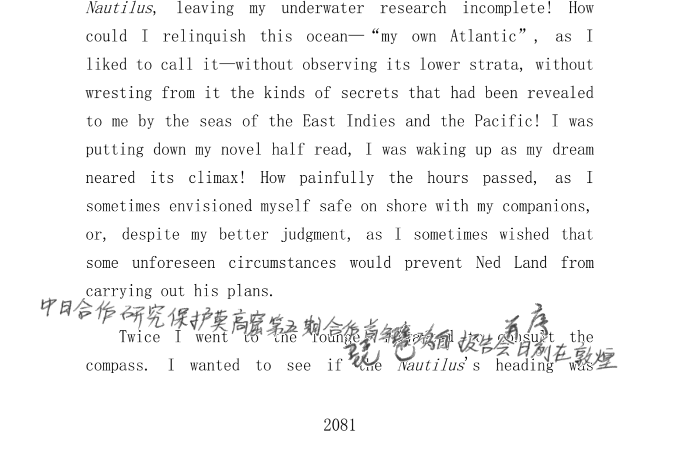 Nautilus, leaving my underwater research incomplete! How
could I relinquish this ocean—“my own Atlantic”, as I
liked to call it—without observing its lower strata, without
wresting from it the kinds of secrets that had been revealed
to me by the seas of the East Indies and the Pacific! I was
putting down my novel half read, I was waking up as my dream
neared its climax! How painfully the hours passed, as I
sometimes envisioned myself safe on shore with my companions,
or, despite my better judgment, as I sometimes wished that
some unforeseen circumstances would prevent Ned Land from
carrying out his plans.
中日合作研究保护莫高窟第五期合作 项目报告会日前在敦煌
Twice I went to the lounge. I wanted to consult the
compass. I wanted to see if the Nautilus's heading was
2081